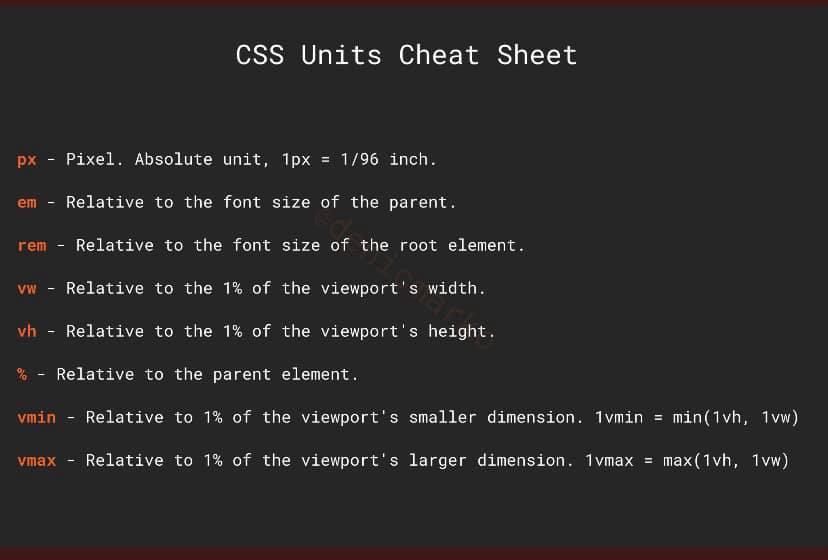 CSS Units Cheat Sheet
px - Pixel. Absolute unit, 1px = 1/96 inch.
em - Relative to the font size of the parent.
rem - Relative to the font size of the root element.
vw - Relative to the 1% of the viewport's width.
vh - Relative to the 1% of the viewport's height.
% - Relative to the parent element.
vmin - Relative to 1% of the viewport's smaller dimension. 1vmin = min(1vh, 1vw)
vmax - Relative to 1% of the viewport's larger dimension. 1vmax = max(1vh, 1vw)
@denicmarko